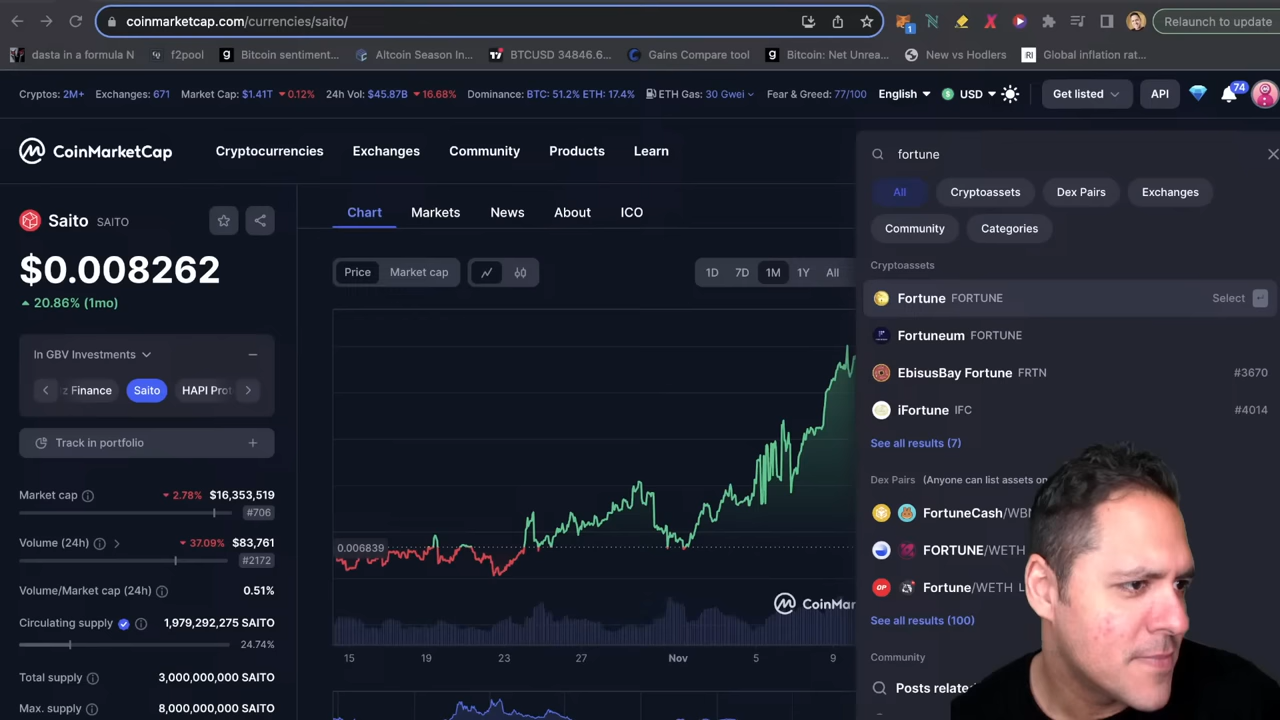 coinmarketcap.com/currencies/saito/
Relaunch to update
dasta in a formula N
f2pool
Bitcoin sentiment...
Altcoin Season In...
BTCUSD 34846.6...
Gains Compare tool
Bitcoin: Net Unrea...
New vs Hodlers
Global inflation rat...
Cryptos: 2M+ Exchanges: 671 Market Cap: $1.41T 0.12% 24h Vol: $45.87B 16.68% Dominance: BTC: 51.2% ETH: 17.4% ETH Gas: 30 Gwei Fear & Greed: 77/100
English
USD
Get listed
API
74
CoinMarketCap
Cryptocurrencies
Exchanges
Community
Products
Learn
fortune
All
Cryptoassets
Dex Pairs
Exchanges
Community
Categories
Saito SAITO
$0.008262
20.86% (1mo)
In GBV Investments
z Finance
Saito
HAPI Prot
Track in portfolio
Market cap 2.78% $16,353,519
#706
Volume (24h) 37.09% $83,761
#2172
Volume/Market cap (24h) 0.51%
Circulating supply 1,979,292,275 SAITO
24.74%
Total supply 3,000,000,000 SAITO
Max. supply 8,000,000,000 SAITO
Chart
Markets
News
About
ICO
Price
Market cap
1D
7D
1M
1Y
All
0.006839
CoinMar
15 19 23 27 Nov 5 9
Cryptoassets
Fortune FORTUNE Select
Fortuneum FORTUNE
EbisusBay Fortune FRTN #3670
iFortune IFC #4014
See all results (7)
Dex Pairs (Anyone can list assets on
FortuneCash/WBN
FORTUNE/WETH
Fortune/WETH L
See all results (100)
Community
Posts related